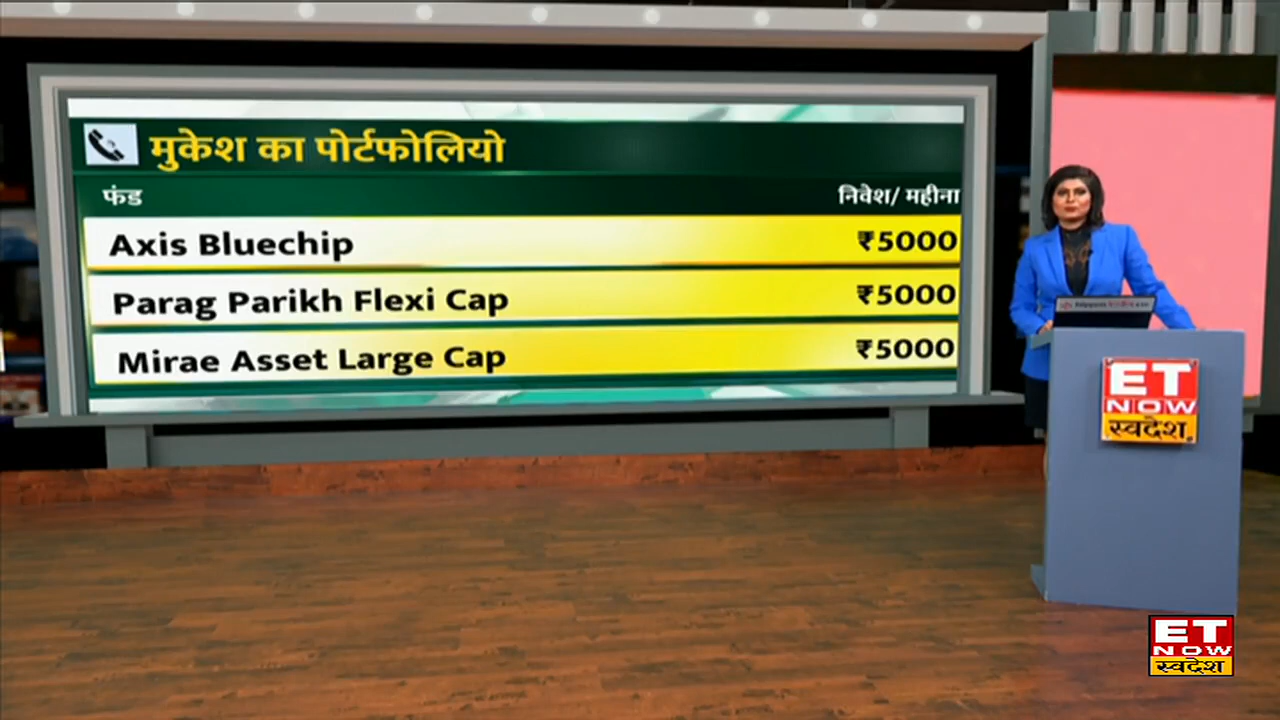 मुकेश का पोर्टफोलियो
फंड निवेश/ महीना
Axis Bluechip ₹5000
Parag Parikh Flexi Cap ₹5000
Mirae Asset Large Cap ₹5000
ET
NOW
स्वदेश
ET
NOW
स्वदेश